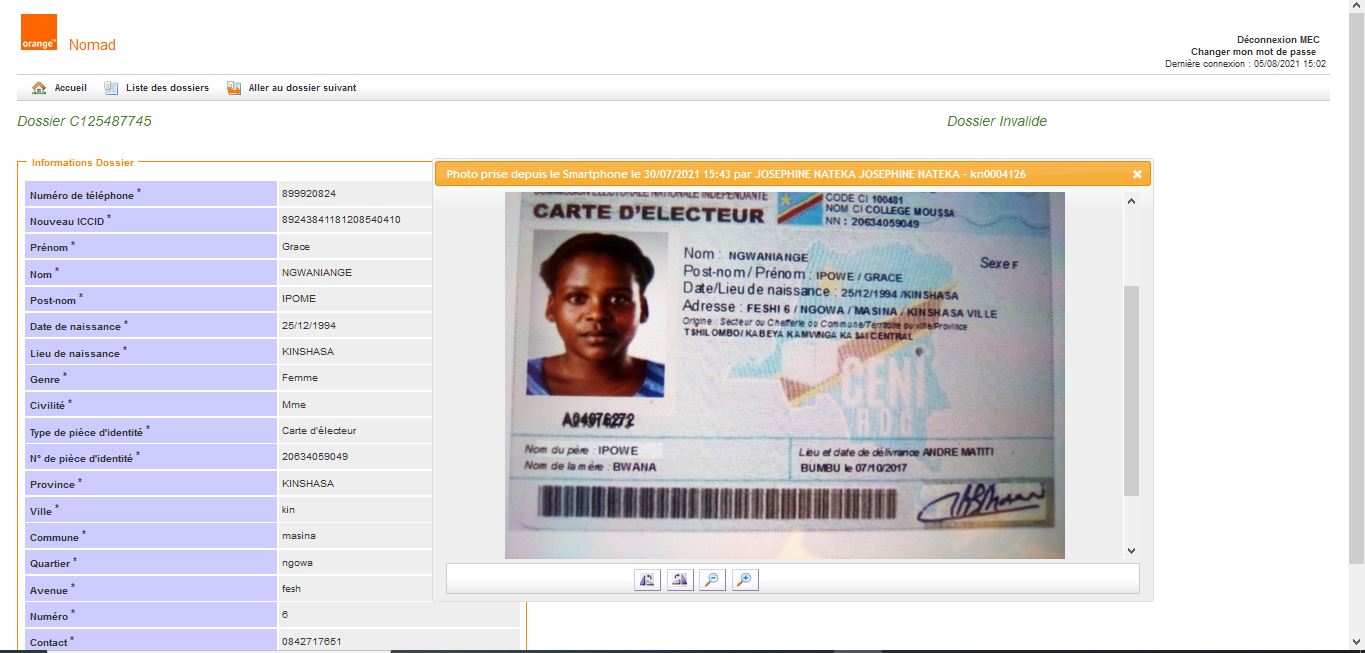 orange™ Nomad
Déconnexion MEC
Changer mon mot de passe
Dernière connexion : 05/08/2021 15:02
Accueil Liste des dossiers Aller au dossier suivant
Dossier C125487745 Dossier Invalide
Informations Dossier
Numéro de téléphone * 899920824
Nouveau ICCID * 89243841181208540410
Prénom * Grace
Nom * NGWANIANGE
Post-nom * IPOME
Date de naissance * 25/12/1994
Lieu de naissance * KINSHASA
Genre * Femme
Civilité * Mme
Type de pièce d'identité * Carte d'électeur
N° de pièce d'identité * 20634059049
Province * KINSHASA
Ville * kin
Commune * masina
Quartier * ngowa
Avenue * fesh
Numéro * 6
Contact * 0842717651
Photo prise depuis le Smartphone le 30/07/2021 15:43 par JOSEPHINE NATEKA JOSEPHINE NATEKA - kn0004126
COMMISSION ELECTORALE NATIONALE INDEPENDANTE
CARTE D'ELECTEUR
CODE CI 100481
NOM CI COLLEGE MOUSSA
NN : 20634059049
Nom : NGWANIANGE
Sexe F
Post-nom / Prénom : IPOWE / GRACE
Date/Lieu de naissance : 25/12/1994 /KINSHASA
Adresse : FESHI 6 / NGOWA / MASINA / KINSHASA VILLE
Origine : Secteur ou Chefferie ou Commune/Territoire ou ville/Province
TSHILOMBO/ KABEYA KAMWINGA KASAI CENTRAL
CENI
R.D.C
Nom du père : IPOWE
Nom de la mère : BWANA
Lieu et date de délivrance ANDRE MATITI
BUMBU le 07/10/2017